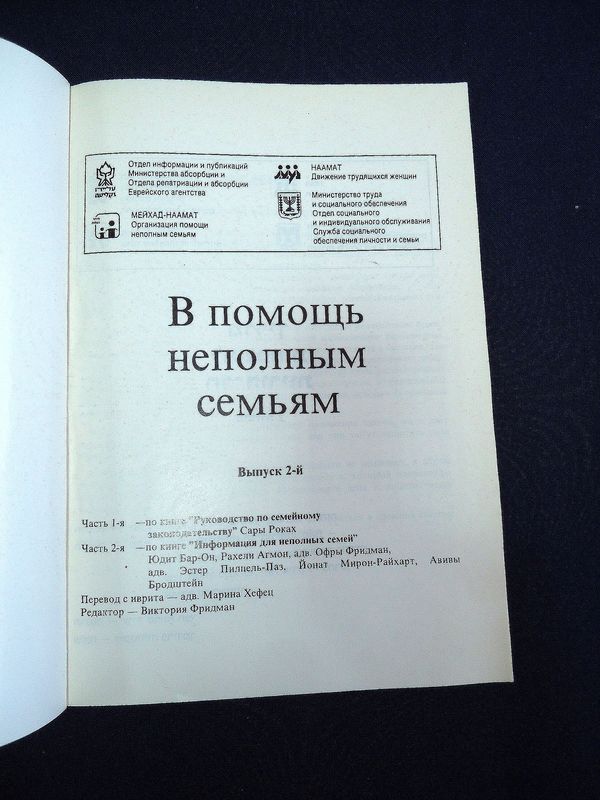 Отдел информации и публикаций
Министерства абсорбции и
Отдела репатриации и абсорбции
Еврейского агентства
МЕЙХАД-НААМАТ
Организация помощи
неполным семьям
НААМАТ
Движение трудящихся женщин
Министерство труда
и социального обеспечения
Отдел социального
и индивидуального обслуживания
Служба социального
обеспечения личности и семьи
В помощь
неполным
семьям
Выпуск 2-й
Часть 1-я —по книге "Руководство по семейному
законодательству" Сары Роках
Часть 2-я —по книге "Информация для неполных семей"
Юдит Бар-Он, Рахели Агмон, адв. Офры Фридман,
адв. Эстер Пилпель-Паз, Йонат Мирон-Райхарт, Авивы
Бродштейн
Перевод с иврита — адв. Марина Хефец
Редактор — Виктория Фридман